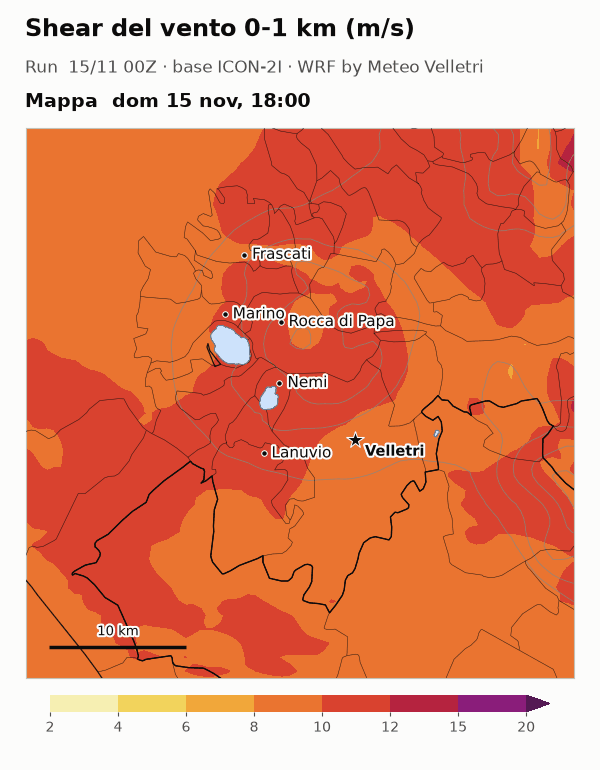 Shear del vento 0-1 km (m/s)
Run  15/11 00Z · base ICON-2I · WRF by Meteo Velletri
Mappa  dom 15 nov, 18:00
Frascati
Marino
Rocca di Papa
Nemi
Velletri
Lanuvio
10 km
2 4 6 8 10 12 15 20